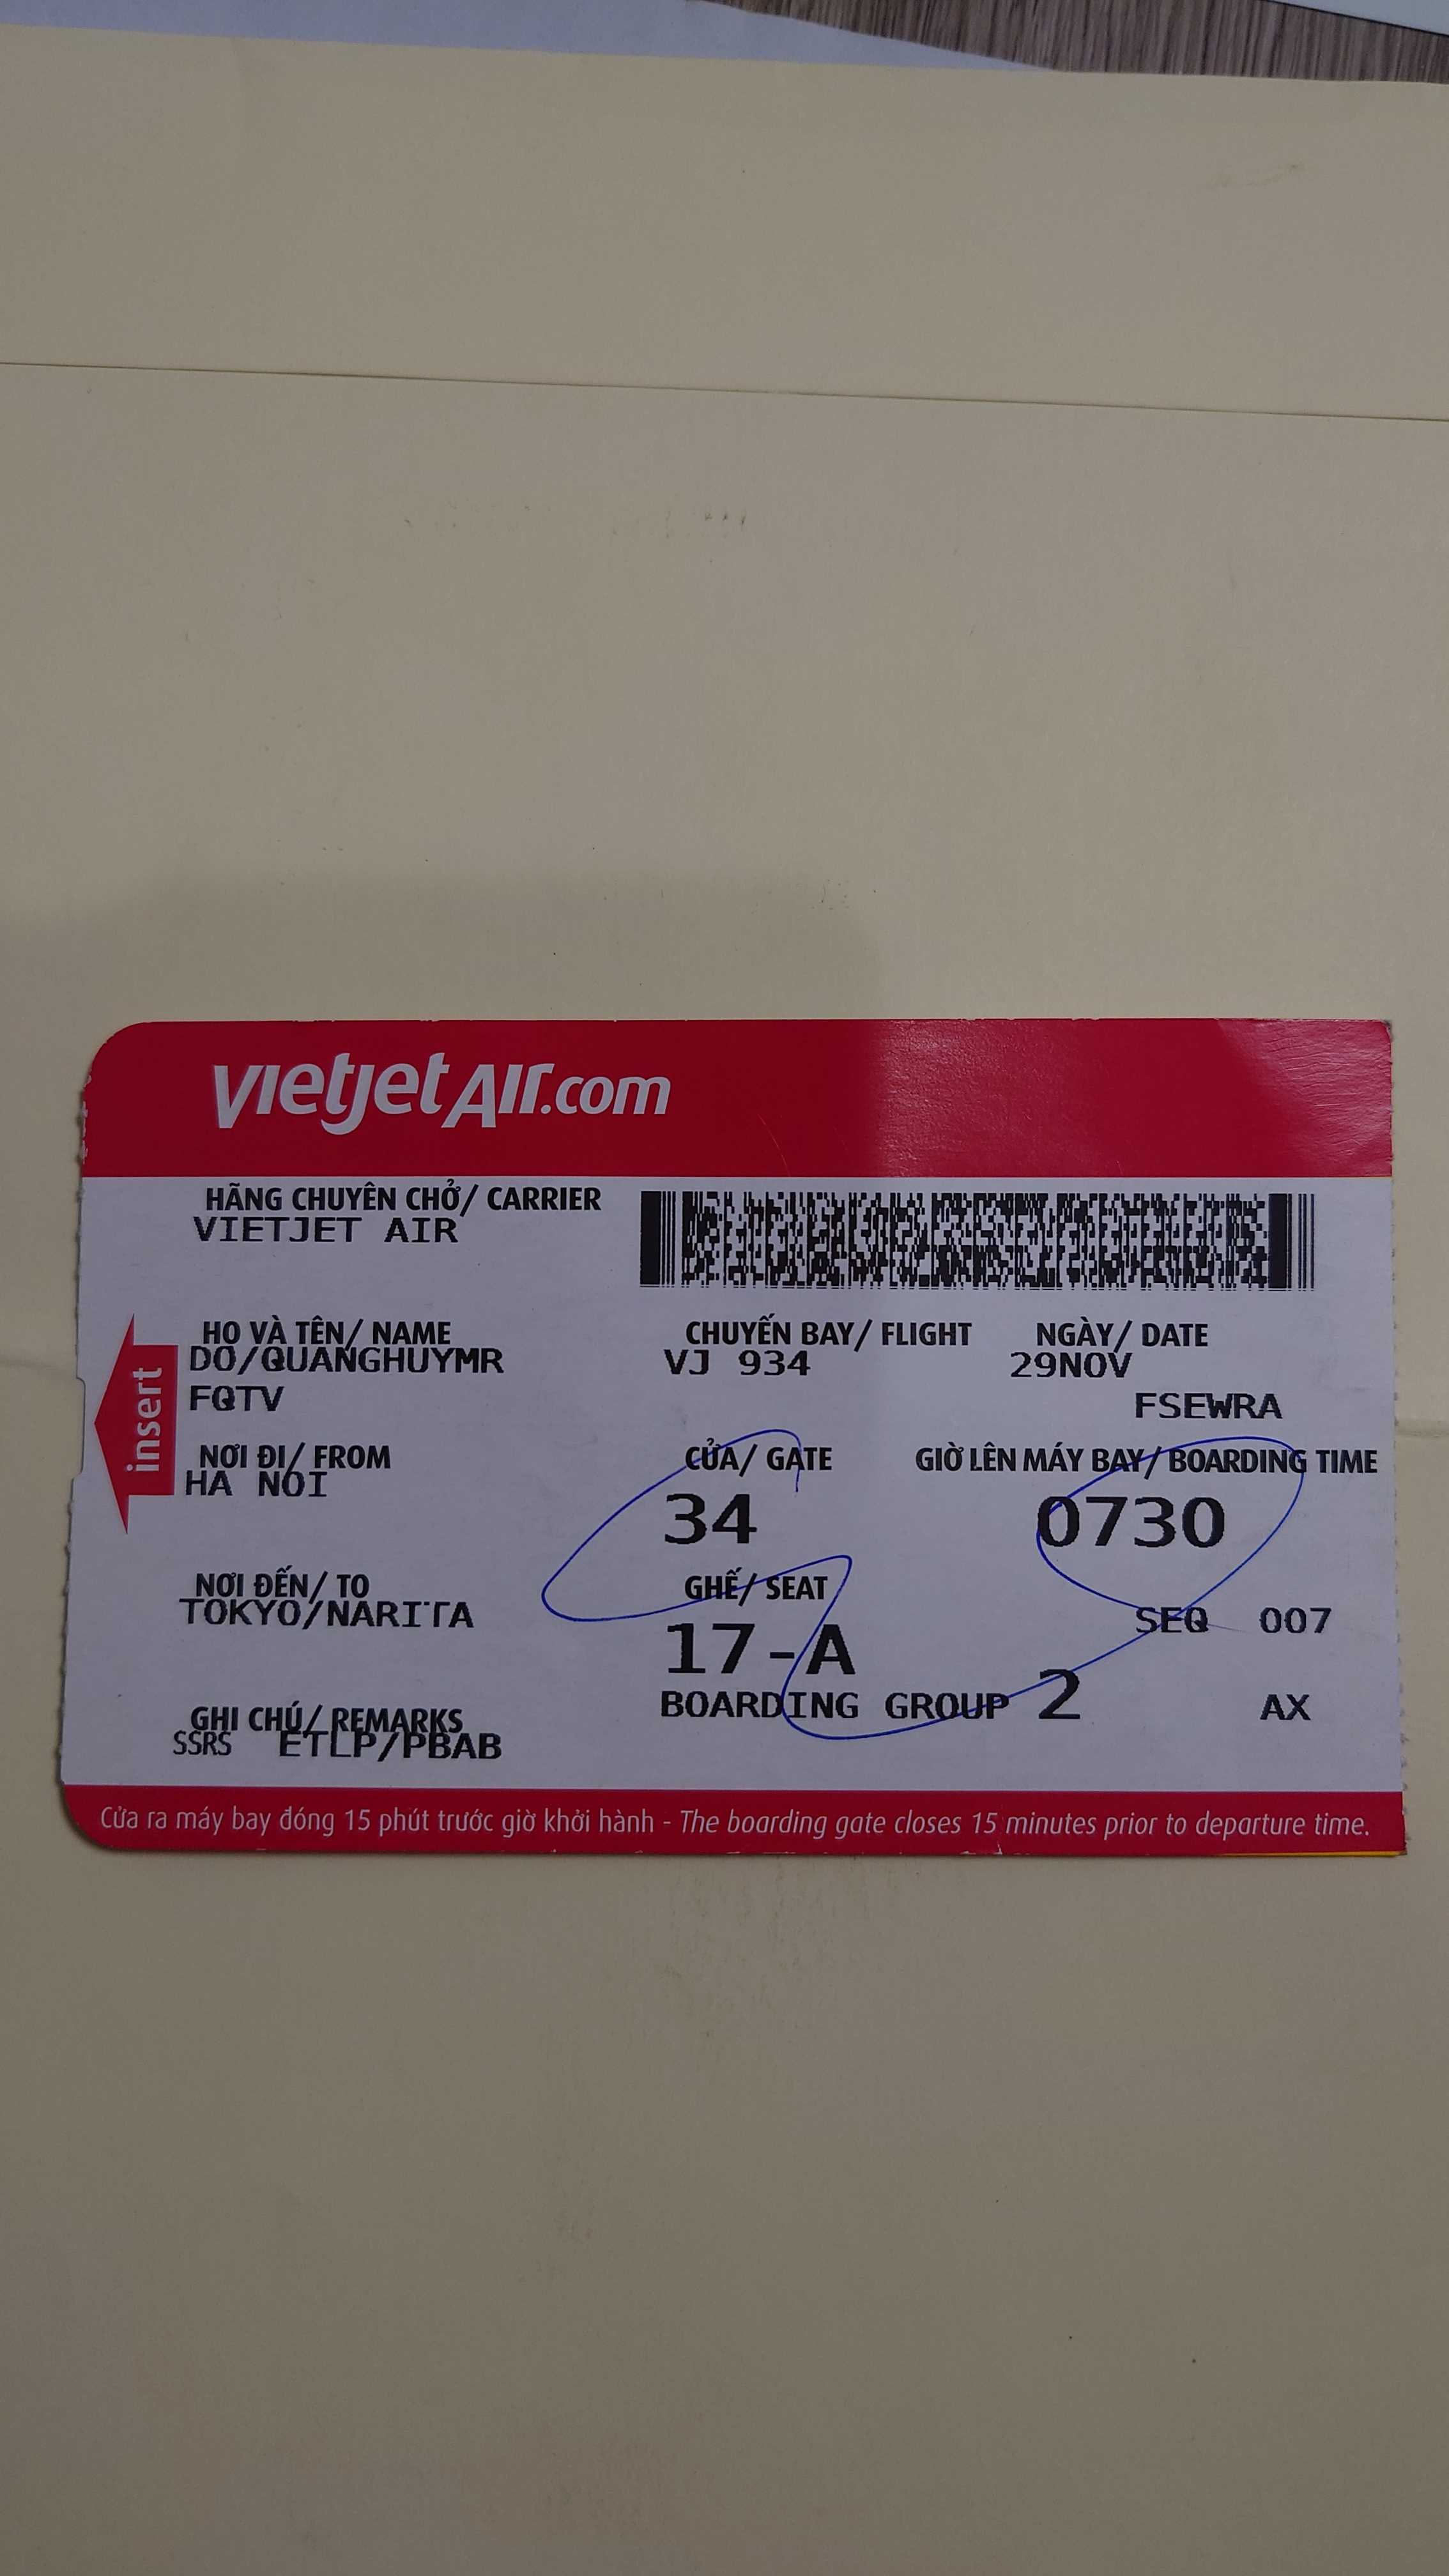 vietjetAir.com
HÃNG CHUYÊN CHỞ/ CARRIER
VIETJET AIR
HỌ VÀ TÊN/ NAME
DO/QUANGHUYMR
CHUYẾN BAY/ FLIGHT
VJ 934
NGÀY/ DATE
29NOV
FQTV
FSEWRA
insert
NƠI ĐI/ FROM
HA NOI
CỬA/ GATE
34
GIỜ LÊN MÁY BAY/ BOARDING TIME
0730
NƠI ĐẾN/ TO
TOKYO/NARITA
GHẾ/ SEAT
17-A
SEQ 007
BOARDING GROUP 2
AX
GHI CHÚ/ REMARKS
SSRS ETLP/PBAB
Cửa ra máy bay đóng 15 phút trước giờ khởi hành - The boarding gate closes 15 minutes prior to departure time.